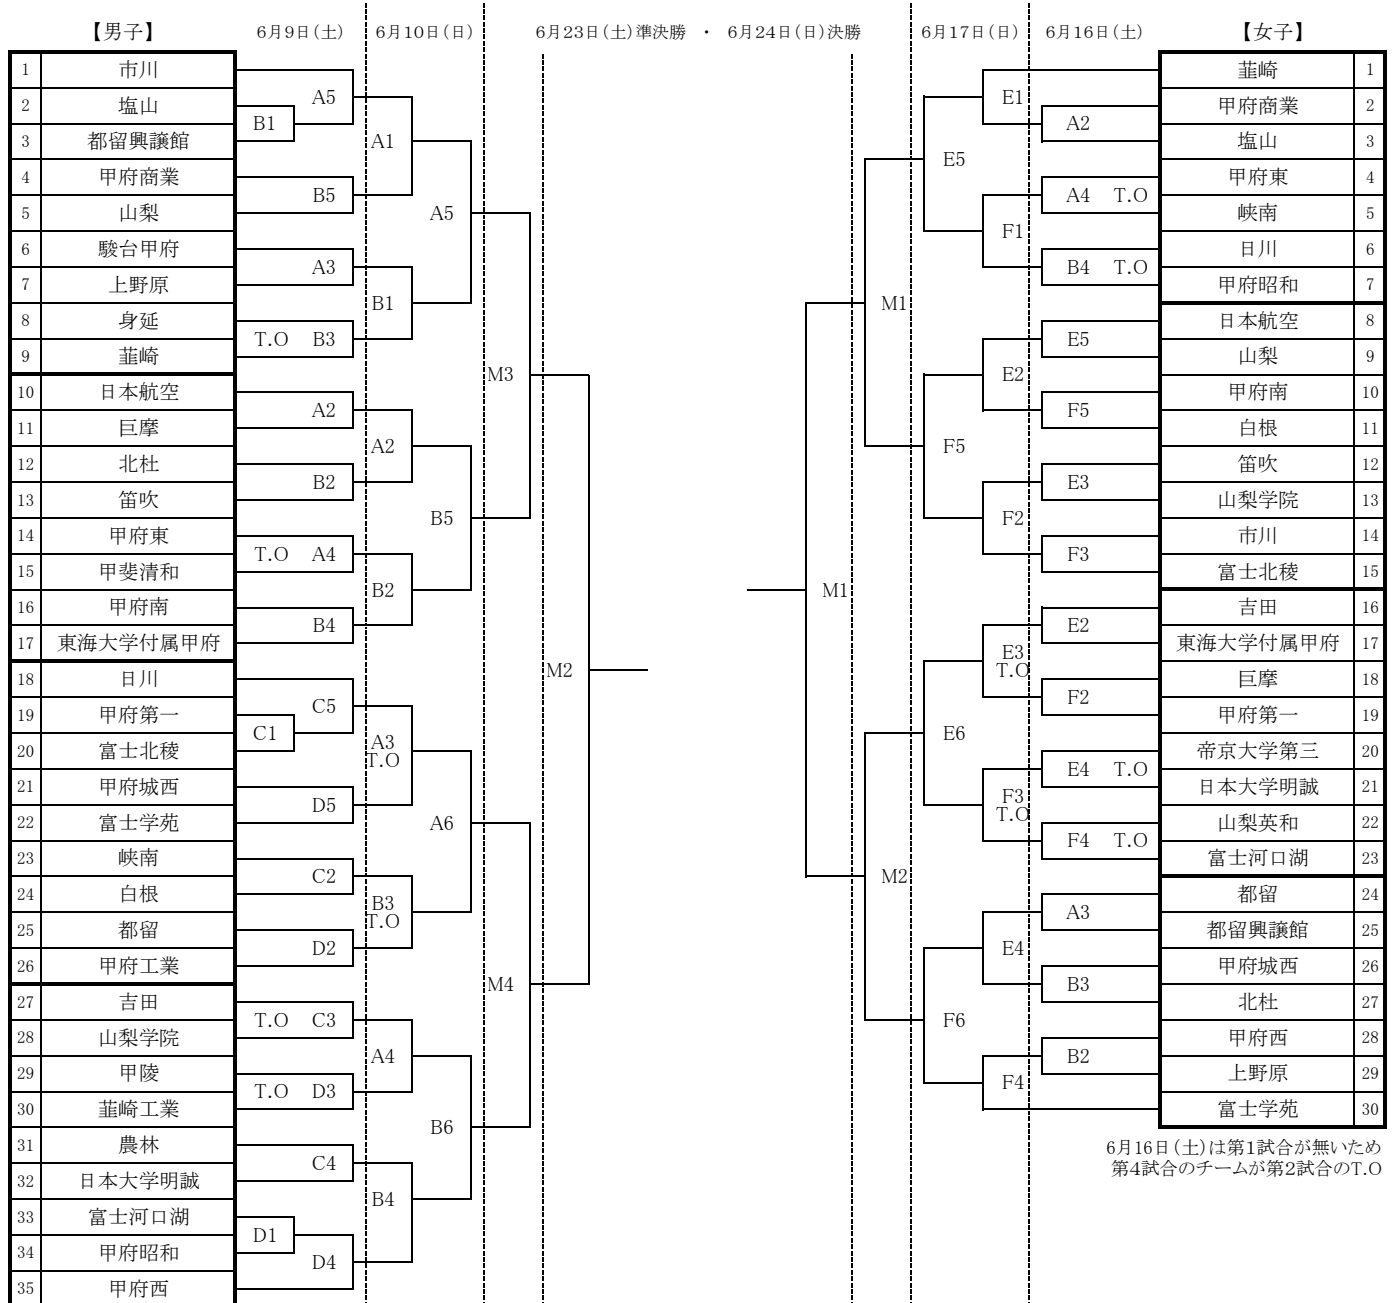 【男子】 6月9日(土) 6月10日(日) 6月23日(土)準決勝 ・ 6月24日(日)決勝 6月17日(日) 6月16日(土) 【女子】
1 市川
2 塩山
3 都留興譲館
4 甲府商業
5 山梨
6 駿台甲府
7 上野原
8 身延
9 韮崎
10 日本航空
11 巨摩
12 北杜
13 笛吹
14 甲府東
15 甲斐清和
16 甲府南
17 東海大学付属甲府
18 日川
19 甲府第一
20 富士北稜
21 甲府城西
22 富士学苑
23 峡南
24 白根
25 都留
26 甲府工業
27 吉田
28 山梨学院
29 甲陵
30 韮崎工業
31 農林
32 日本大学明誠
33 富士河口湖
34 甲府昭和
35 甲府西
B1
C1
D1
A5
B5
A3
T.O B3
A2
B2
T.O A4
B4
C5
D5
C2
D2
T.O C3
T.O D3
C4
D4
A1
B1
A2
B2
A3
T.O
B3
T.O
A4
B4
A5
B5
A6
B6
M3
M4
M2
M1
M1
M2
E5
F5
E6
F6
E1
F1
E2
F2
E3
T.O
F3
T.O
E4
F4
A2
A4 T.O
B4 T.O
E5
F5
E3
F3
E2
F2
E4 T.O
F4 T.O
A3
B3
B2
韮崎 1
甲府商業 2
塩山 3
甲府東 4
峡南 5
日川 6
甲府昭和 7
日本航空 8
山梨 9
甲府南 10
白根 11
笛吹 12
山梨学院 13
市川 14
富士北稜 15
吉田 16
東海大学付属甲府 17
巨摩 18
甲府第一 19
帝京大学第三 20
日本大学明誠 21
山梨英和 22
富士河口湖 23
都留 24
都留興譲館 25
甲府城西 26
北杜 27
甲府西 28
上野原 29
富士学苑 30
6月16日(土)は第1試合が無いため
第4試合のチームが第2試合のT.O